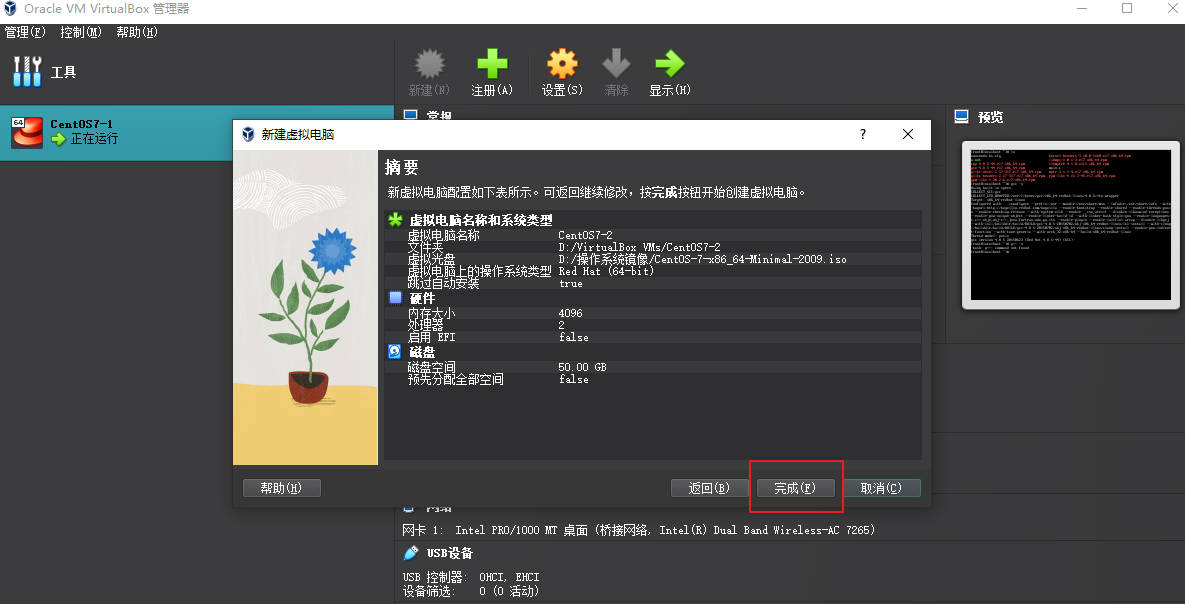 Oracle VM VirtualBox 管理器
管理(F) 控制(M) 帮助(H)
工具
新建(N) 注册(A) 设置(S) 清除 显示(H)
64
CentOS7-1
正在运行
常规
预览
新建虚拟电脑
?
摘要
新虚拟电脑配置如下表所示。可返回继续修改，按完成按钮开始创建虚拟电脑。
虚拟电脑名称和系统类型
虚拟电脑名称 CentOS7-2
文件夹 D:/VirtualBox VMs/CentOS7-2
虚拟光盘 D:/操作系统镜像/CentOS-7-x86_64-Minimal-2009.iso
虚拟电脑上的操作系统类型 Red Hat (64-bit)
跳过自动安装 true
硬件
内存大小 4096
处理器 2
启用 EFI false
磁盘
磁盘空间 50.00 GB
预先分配全部空间 false
帮助(H) 返回(B) 完成(F) 取消(C)
网络
网卡 1: Intel PRO/1000 MT 桌面 (桥接网络, Intel(R) Dual Band Wireless-AC 7265)
USB设备
USB 控制器: OHCI, EHCI
设备筛选: 0 (0 活动)